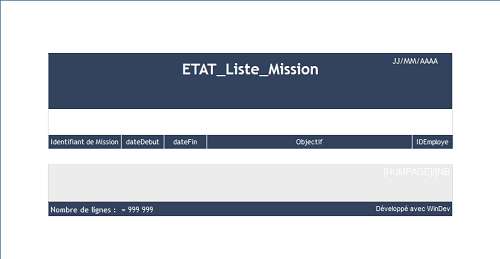 ETAT_Liste_Mission
JJ/MM/AAAA
Identifiant de Mission dateDebut dateFin Objectif IDEmploye
[NUMPAGE]/[NB
Nombre de lignes : = 999 999
Développé avec WinDev